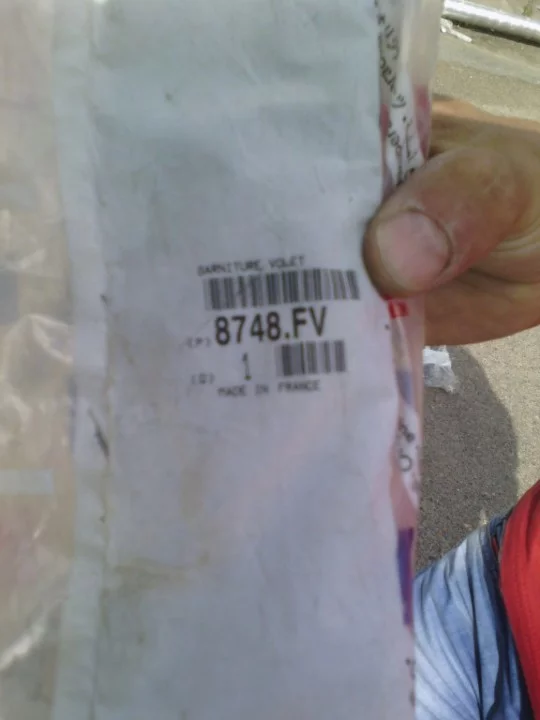 GARNITURE VOLET
(P) 8748.FV
(Q) 1
MADE IN FRANCE